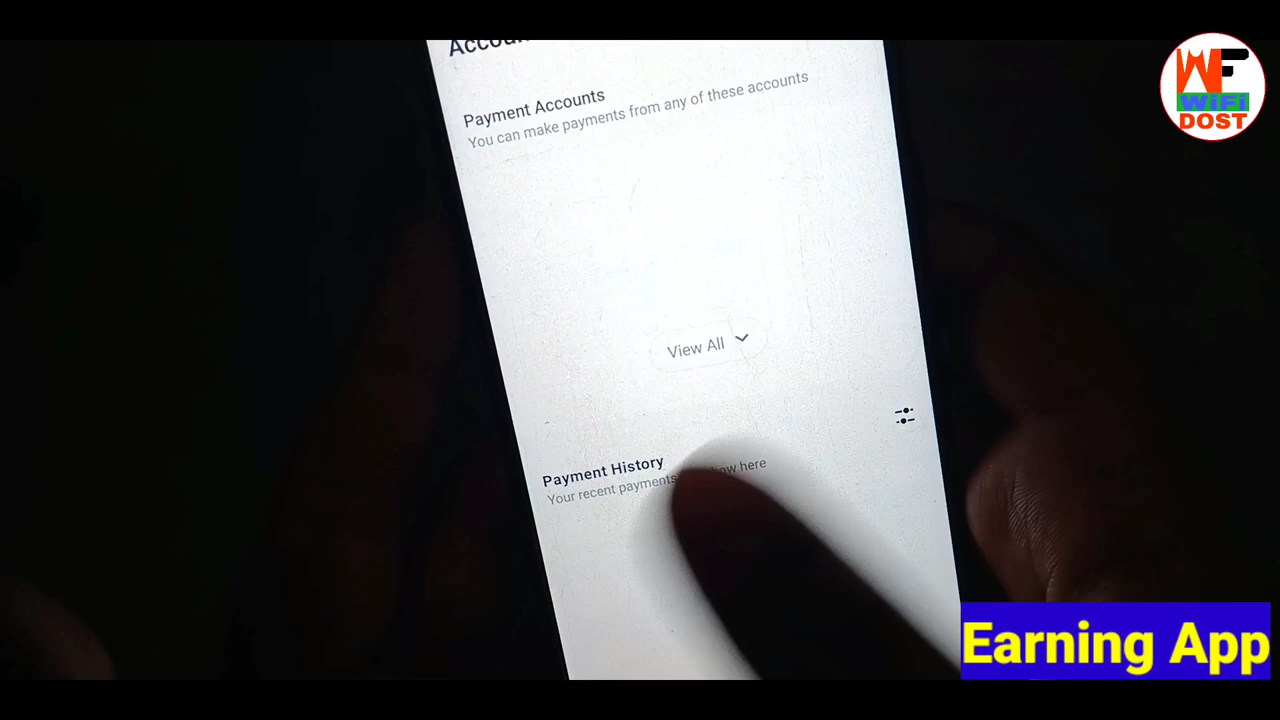 Payment Accounts
You can make payments from any of these accounts
View All
Payment History
Your recent payments here
WF
WiFi
DOST
Earning App